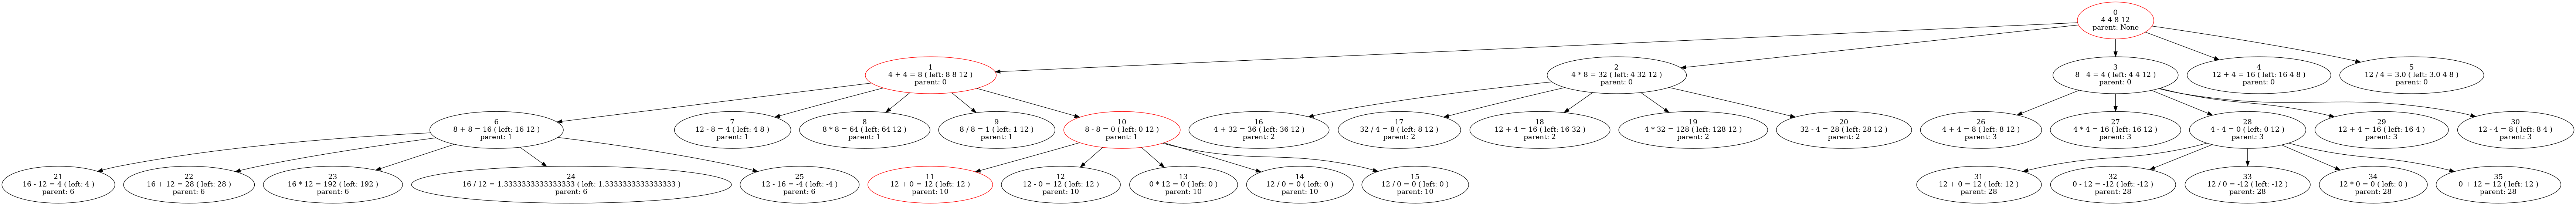 0
4 4 8 12
parent: None
1
4 + 4 = 8 ( left: 8 8 12 )
parent: 0
2
4 * 8 = 32 ( left: 4 32 12 )
parent: 0
3
8 - 4 = 4 ( left: 4 4 12 )
parent: 0
4
12 + 4 = 16 ( left: 16 4 8 )
parent: 0
5
12 / 4 = 3.0 ( left: 3.0 4 8 )
parent: 0
6
8 + 8 = 16 ( left: 16 12 )
parent: 1
7
12 - 8 = 4 ( left: 4 8 )
parent: 1
8
8 * 8 = 64 ( left: 64 12 )
parent: 1
9
8 / 8 = 1 ( left: 1 12 )
parent: 1
10
8 - 8 = 0 ( left: 0 12 )
parent: 1
16
4 + 32 = 36 ( left: 36 12 )
parent: 2
17
32 / 4 = 8 ( left: 8 12 )
parent: 2
18
12 + 4 = 16 ( left: 16 32 )
parent: 2
19
4 * 32 = 128 ( left: 128 12 )
parent: 2
20
32 - 4 = 28 ( left: 28 12 )
parent: 2
26
4 + 4 = 8 ( left: 8 12 )
parent: 3
27
4 * 4 = 16 ( left: 16 12 )
parent: 3
28
4 - 4 = 0 ( left: 0 12 )
parent: 3
29
12 + 4 = 16 ( left: 16 4 )
parent: 3
30
12 - 4 = 8 ( left: 8 4 )
parent: 3
21
16 - 12 = 4 ( left: 4 )
parent: 6
22
16 + 12 = 28 ( left: 28 )
parent: 6
23
16 * 12 = 192 ( left: 192 )
parent: 6
24
16 / 12 = 1.3333333333333333 ( left: 1.3333333333333333 )
parent: 6
25
12 - 16 = -4 ( left: -4 )
parent: 6
11
12 + 0 = 12 ( left: 12 )
parent: 10
12
12 - 0 = 12 ( left: 12 )
parent: 10
13
0 * 12 = 0 ( left: 0 )
parent: 10
14
12 / 0 = 0 ( left: 0 )
parent: 10
15
12 / 0 = 0 ( left: 0 )
parent: 10
31
12 + 0 = 12 ( left: 12 )
parent: 28
32
0 - 12 = -12 ( left: -12 )
parent: 28
33
12 / 0 = -12 ( left: -12 )
parent: 28
34
12 * 0 = 0 ( left: 0 )
parent: 28
35
0 + 12 = 12 ( left: 12 )
parent: 28